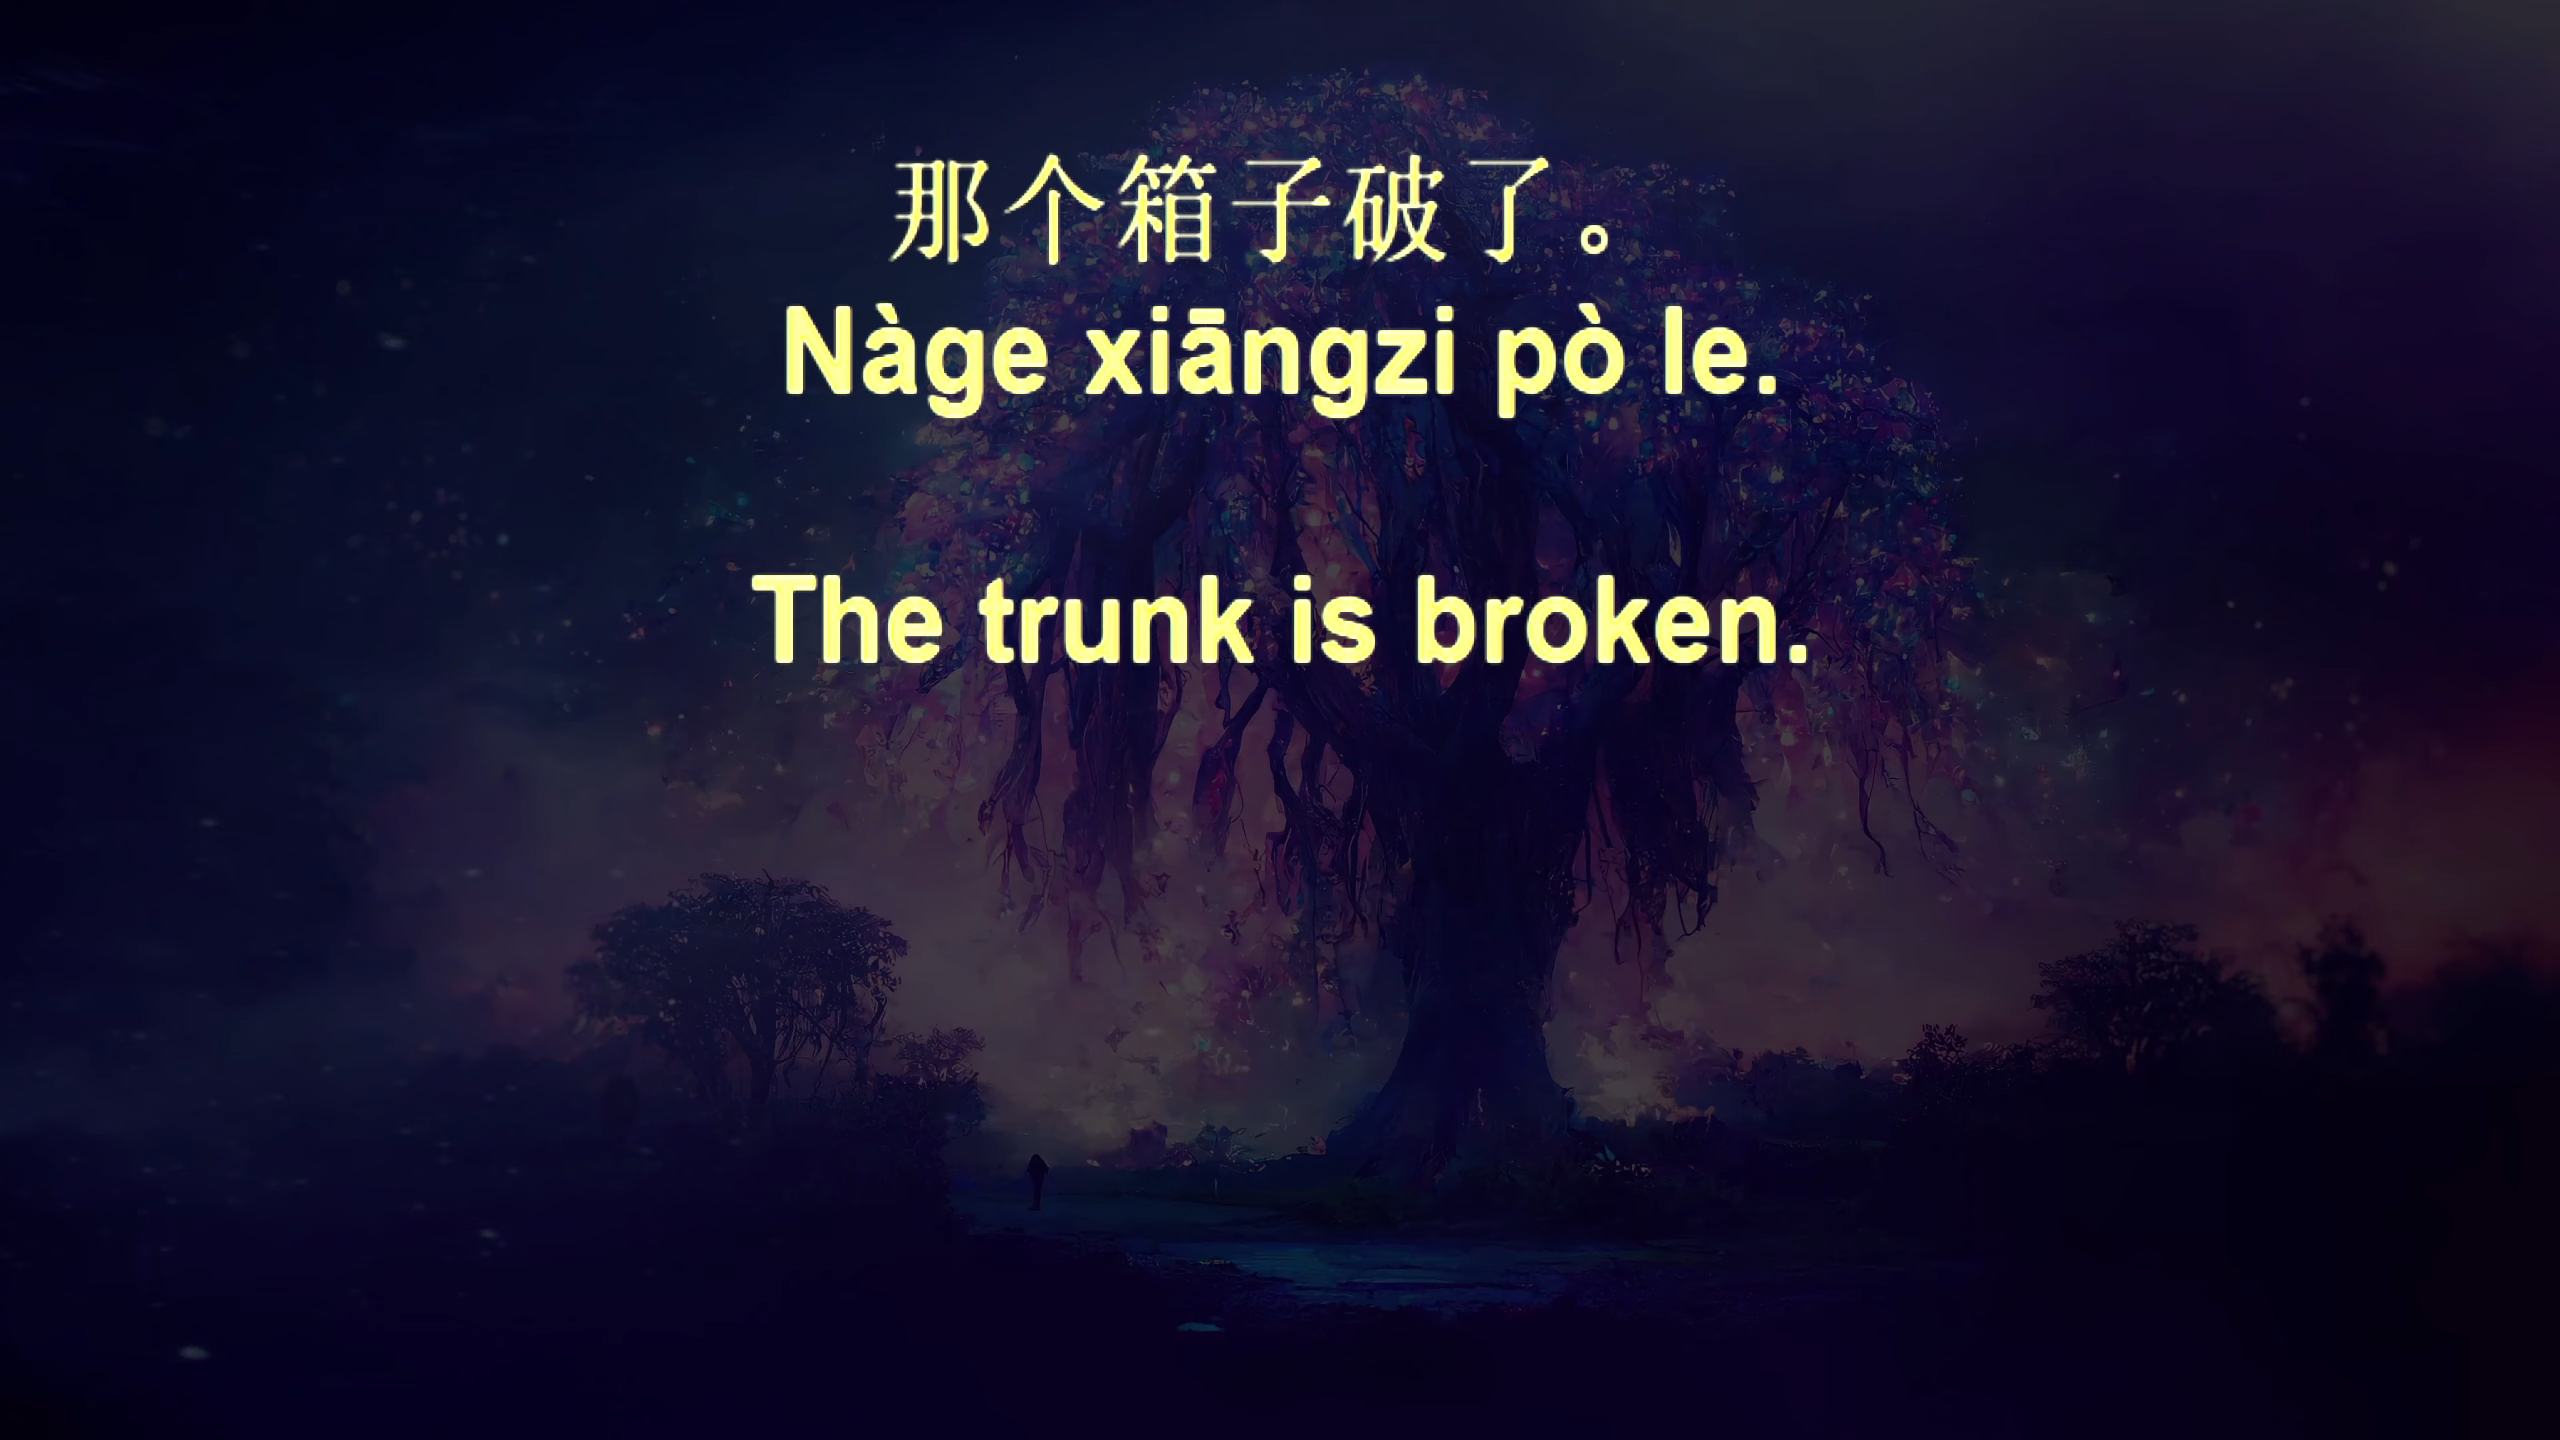 那个箱子破了。
Nàge xiāngzi pò le.
The trunk is broken.